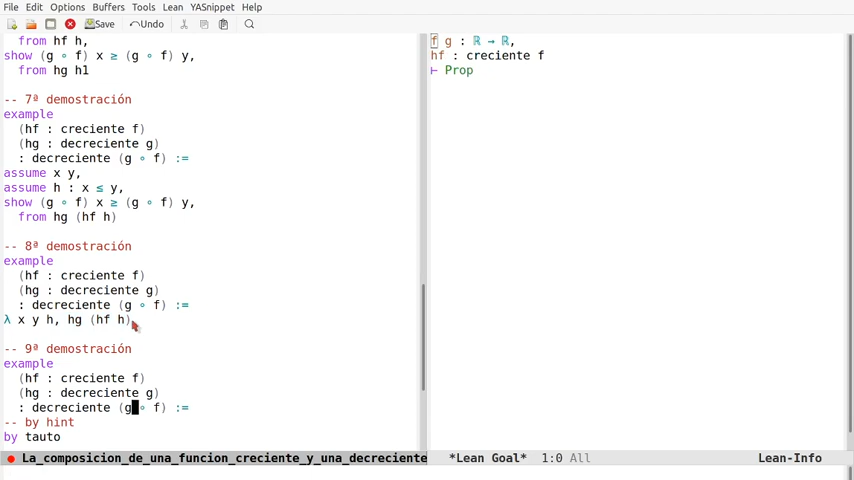 File Edit Options Buffers Tools Lean YASnippet Help
Save Undo
from hf h,
show (g ∘ f) x ≥ (g ∘ f) y,
from hg h1
-- 7ª demostración
example
(hf : creciente f)
(hg : decreciente g)
: decreciente (g ∘ f) :=
assume x y,
assume h : x ≤ y,
show (g ∘ f) x ≥ (g ∘ f) y,
from hg (hf h)
-- 8ª demostración
example
(hf : creciente f)
(hg : decreciente g)
: decreciente (g ∘ f) :=
λ x y h, hg (hf h)
-- 9ª demostración
example
(hf : creciente f)
(hg : decreciente g)
: decreciente (g ∘ f) :=
-- by hint
by tauto
La_composicion_de_una_funcion_creciente_y_una_decreciente
f g : ℝ → ℝ,
hf : creciente f
⊢ Prop
*Lean Goal* 1:0 All Lean-Info